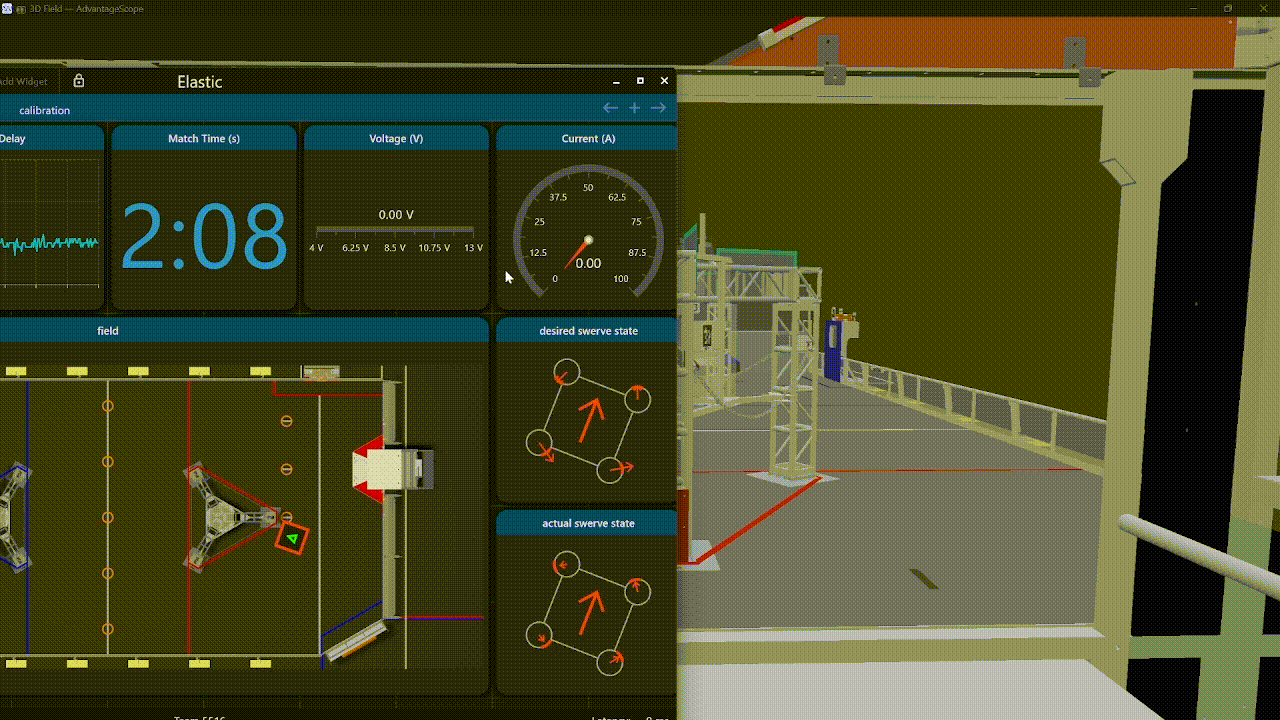 3D Field — AdvantageScope
Add Widget
Elastic
calibration
Delay
Match Time (s)
2:08
Voltage (V)
0.00 V
4 V 6.25 V 8.5 V 10.75 V 13 V
Current (A)
0 12.5 25 37.5 50 62.5 75 87.5 100
0.00
field
desired swerve state
actual swerve state
Team 5516
Latency: 0 ms